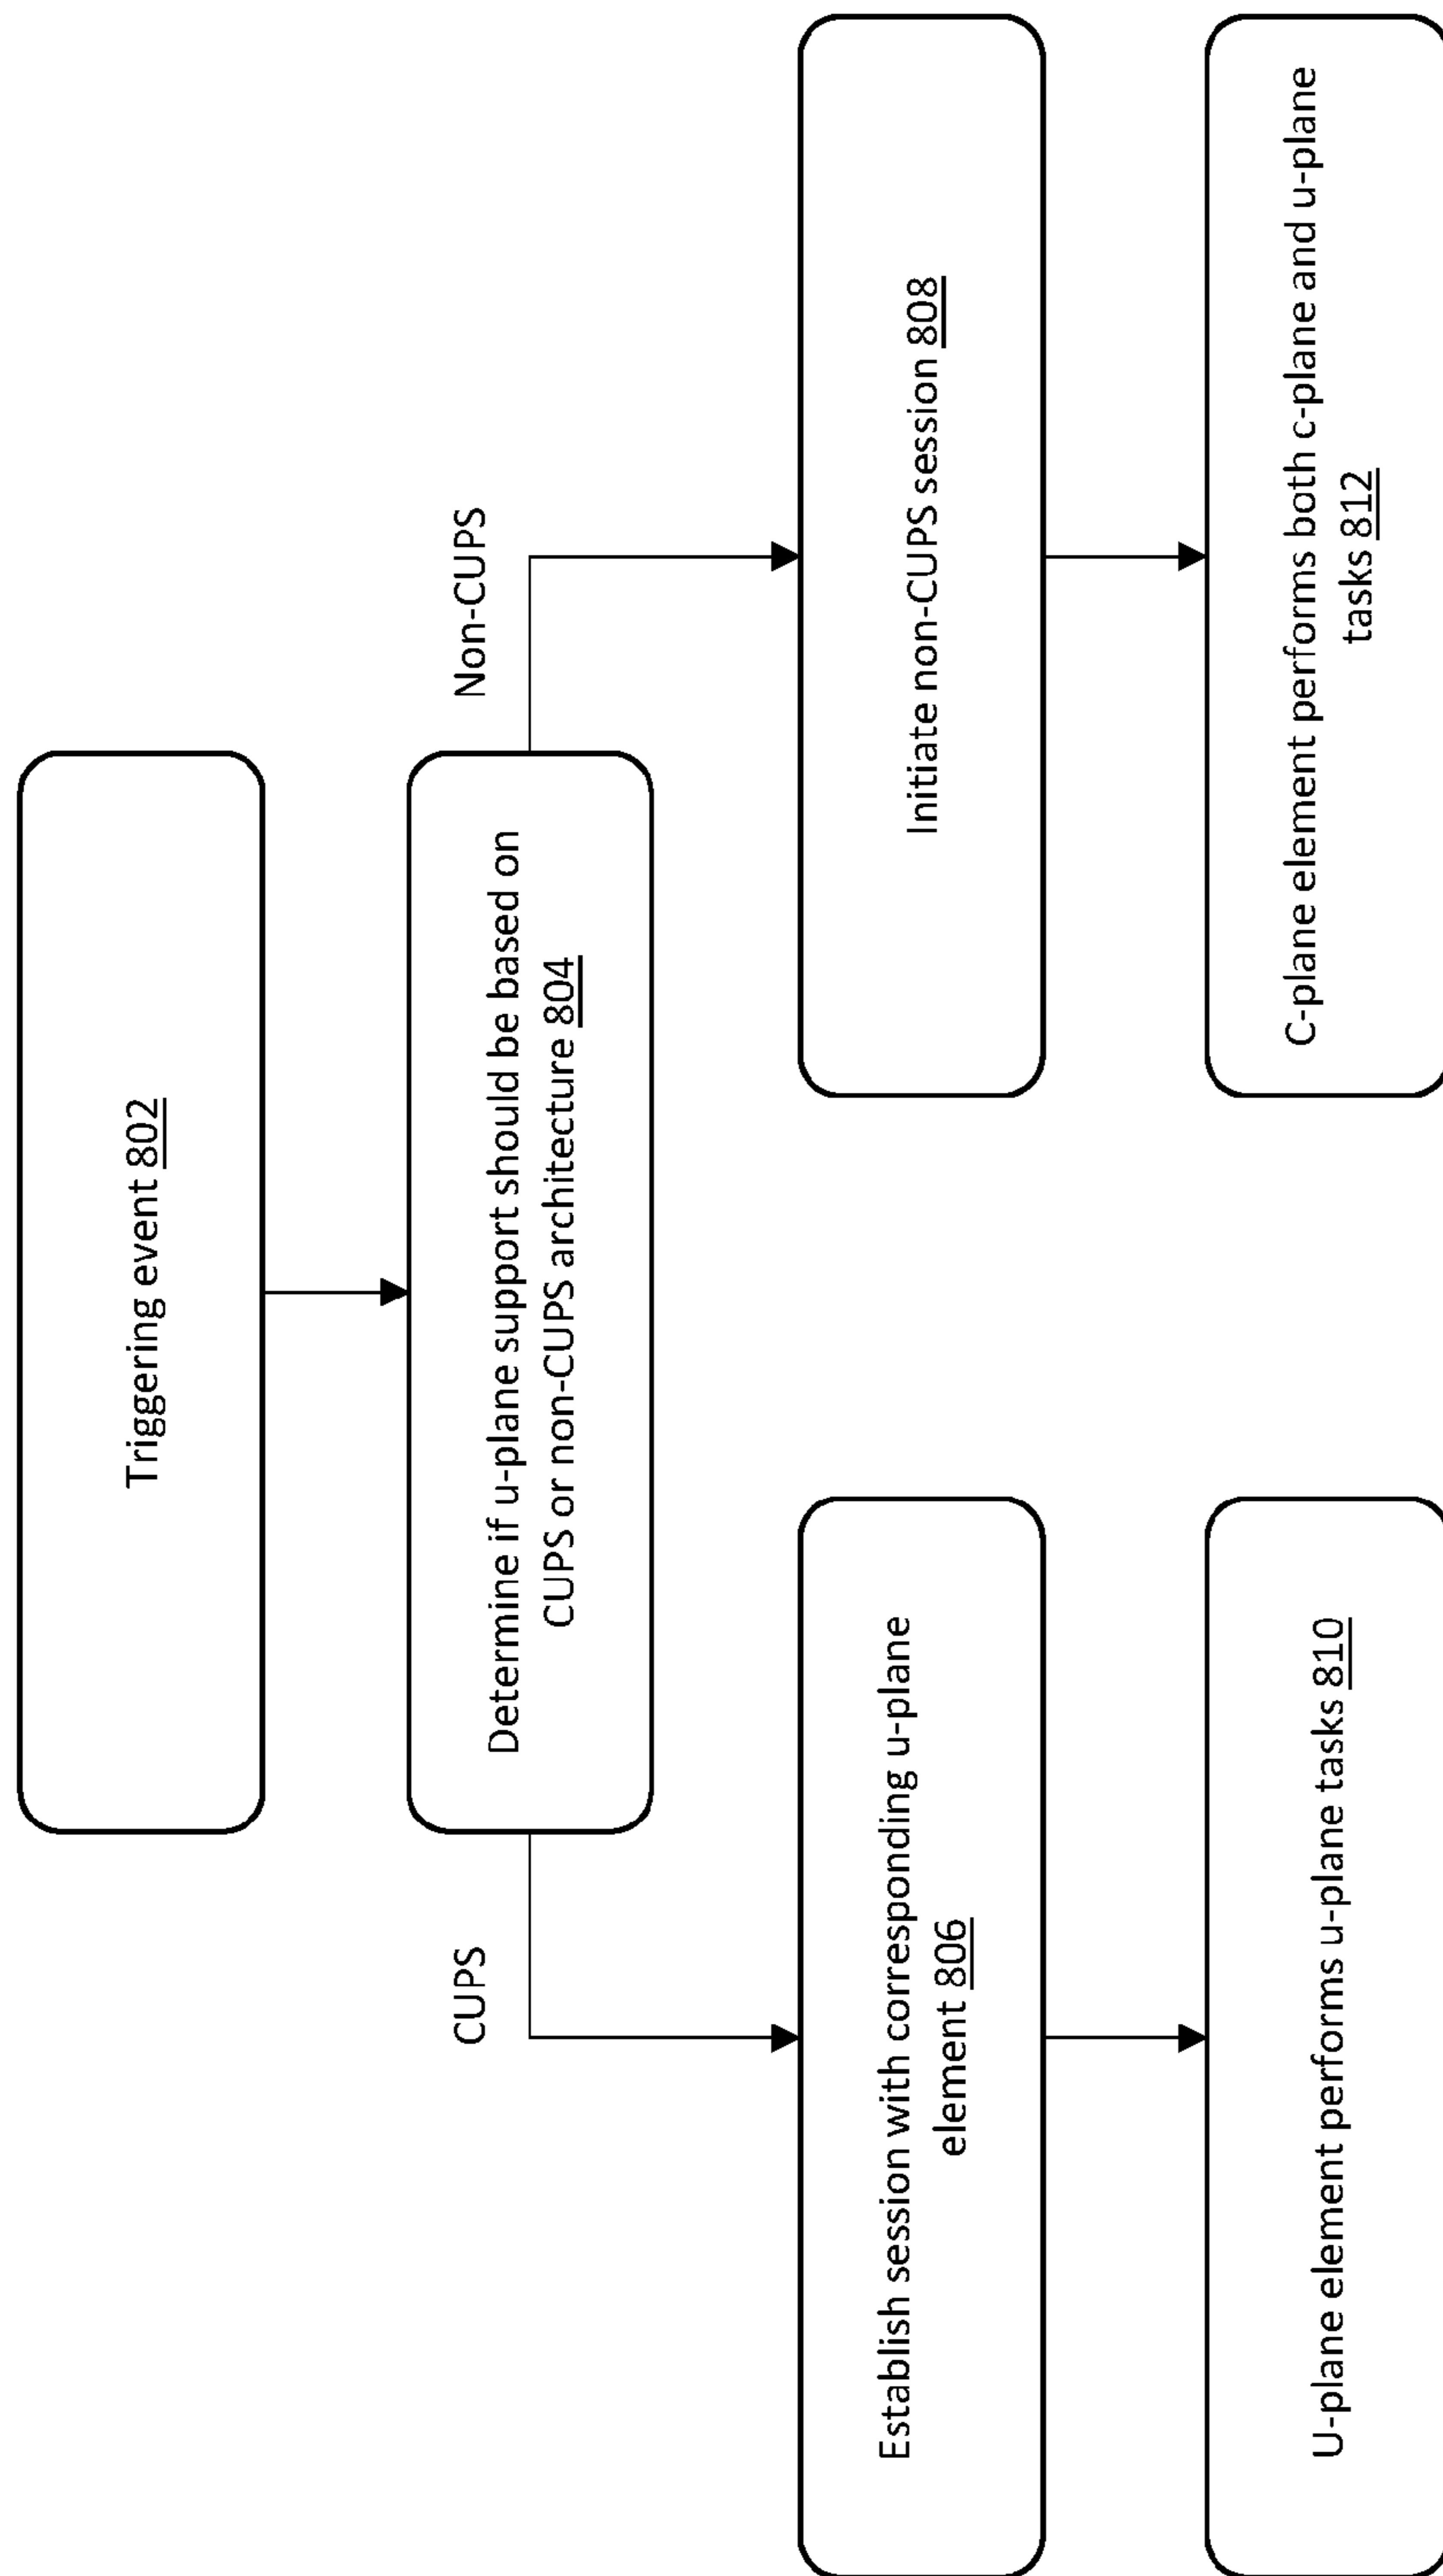 Triggering event 802
Determine if u-plane support should be based on
CUPS or non-CUPS architecture 804
CUPS
Non-CUPS
Establish session with corresponding u-plane
element 806
Initiate non-CUPS session 808
U-plane element performs u-plane tasks 810
C-plane element performs both c-plane and u-plane
tasks 812